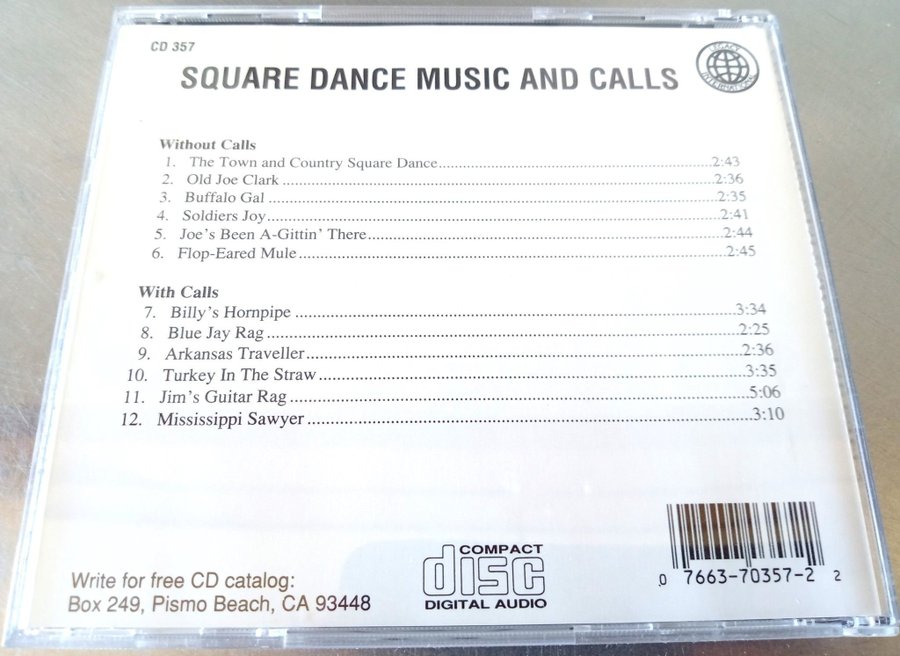 CD 357
LEGACY INTERNATIONAL
SQUARE DANCE MUSIC AND CALLS
Without Calls
1. The Town and Country Square Dance 2:43
2. Old Joe Clark 2:36
3. Buffalo Gal 2:35
4. Soldiers Joy 2:41
5. Joe's Been A-Gittin' There 2:44
6. Flop-Eared Mule 2:45
With Calls
7. Billy's Hornpipe 3:34
8. Blue Jay Rag 2:25
9. Arkansas Traveller 2:36
10. Turkey In The Straw 3:35
11. Jim's Guitar Rag 5:06
12. Mississippi Sawyer 3:10
Write for free CD catalog:
Box 249, Pismo Beach, CA 93448
COMPACT
disc
DIGITAL AUDIO
0 7663-70357-2 2